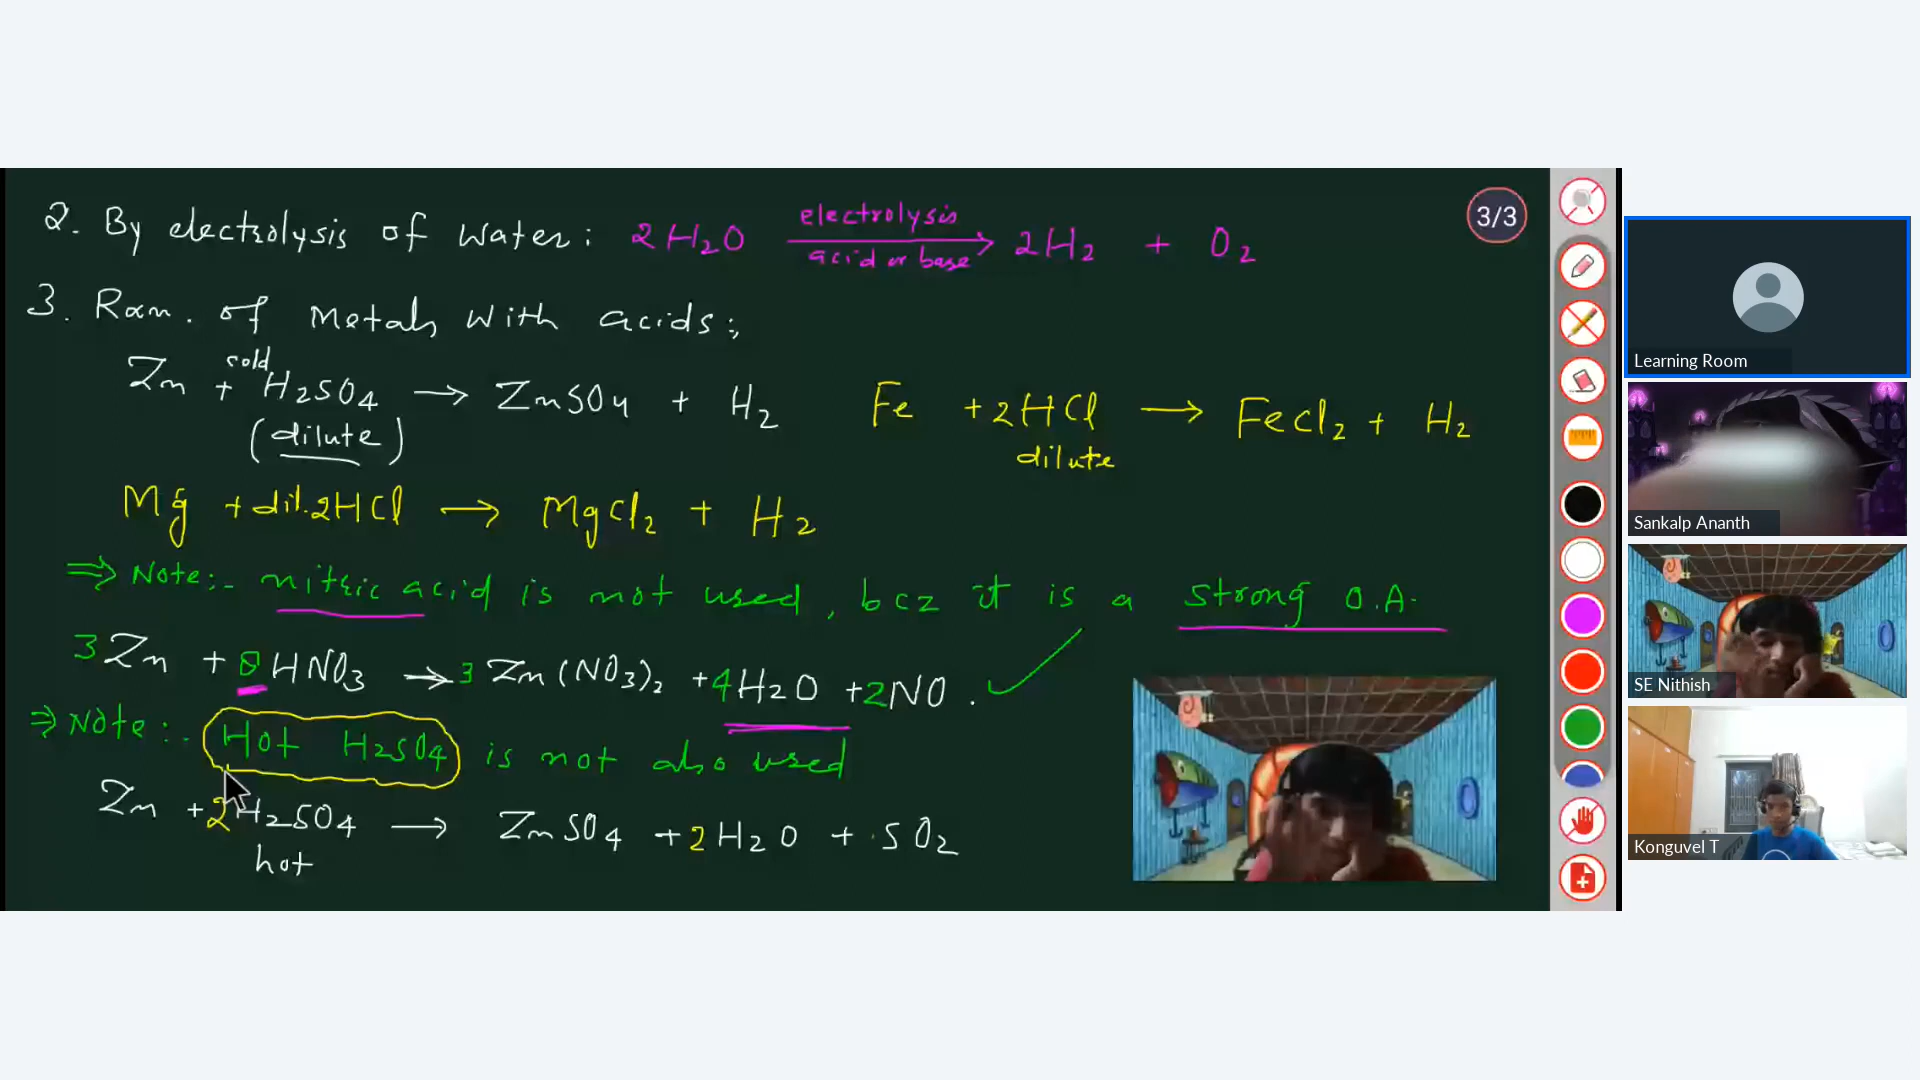 2. By electrolysis of water: 2H₂O electrolysis acid or base → 2H₂ + O₂
3/3
3. Rxn. of Metals with acids:
Zn + cold H₂SO₄ (dilute) → ZnSO₄ + H₂
Fe + 2HCl dilute → FeCl₂ + H₂
Mg + dil. 2HCl → MgCl₂ + H₂
⇒ Note:- nitric acid is not used, bcz it is a strong O.A.
3Zn + 8HNO₃ → 3Zn(NO₃)₂ + 4H₂O + 2NO.
⇒ Note:- Hot H₂SO₄ is not also used
Zn + 2H₂SO₄ hot → ZnSO₄ + 2H₂O + SO₂
Learning Room
Sankalp Ananth
SE Nithish
Konguvel T